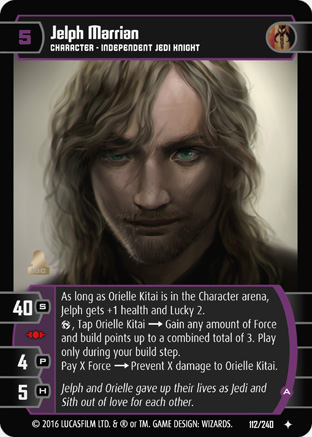 5
Jelph Marrian
CHARACTER - INDEPENDENT JEDI KNIGHT
40 S
4 P
5 H
As long as Orielle Kitai is in the Character arena,
Jelph gets +1 health and Lucky 2.
, Tap Orielle Kitai → Gain any amount of Force
and build points up to a combined total of 3. Play
only during your build step.
Pay X Force → Prevent X damage to Orielle Kitai.
Jelph and Orielle gave up their lives as Jedi and
Sith out of love for each other.
A
© 2016 LUCASFILM LTD. & ® OR TM. GAME DESIGN: WIZARDS. 112/240